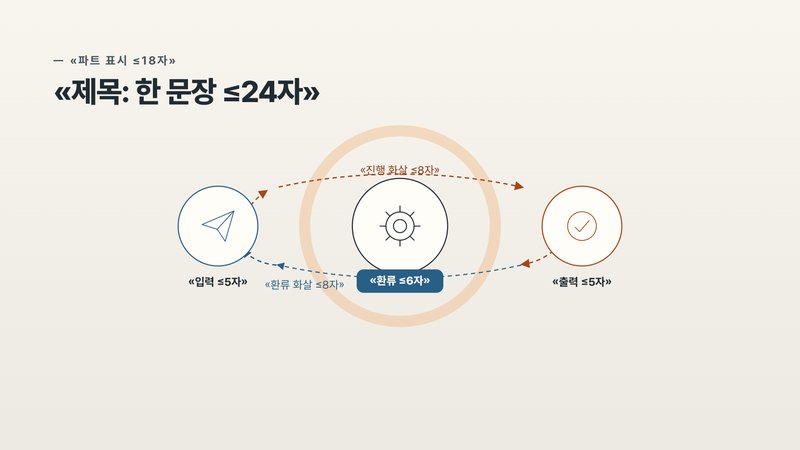 — «파트 표시 ≤18자»
«제목: 한 문장 ≤24자»
«진행 화살 ≤8자»
«입력 ≤5자»
«환류 화살 ≤8자»
«환류 ≤6자»
«출력 ≤5자»